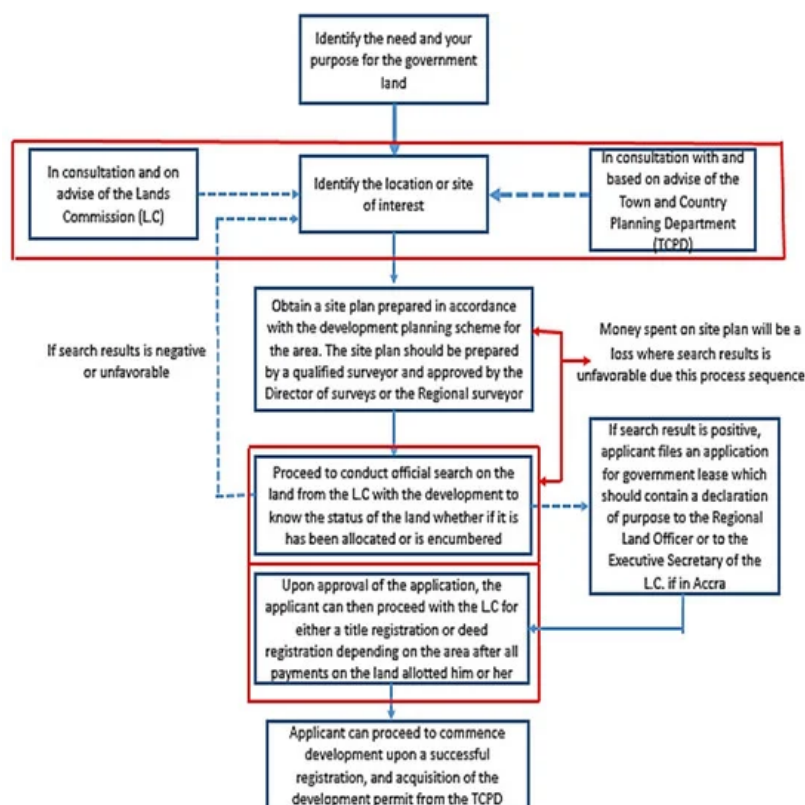 Identify the need and your
purpose for the government
land
In consultation and on
advise of the Lands
Commission (L.C)
Identify the location or site
of interest
In consultation with and
based on advise of the
Town and Country
Planning Department
(TCPD)
Obtain a site plan prepared in accordance
with the development planning scheme for
the area. The site plan should be prepared
by a qualified surveyor and approved by the
Director of surveys or the Regional surveyor
If search results is negative
or unfavorable
Money spent on site plan will be a
loss where search results is
unfavorable due this process sequence
Proceed to conduct official search on the
land from the L.C with the development to
know the status of the land whether if it is
has been allocated or is encumbered
If search result is positive,
applicant files an application
for government lease which
should contain a declaration
of purpose to the Regional
Land Officer or to the
Executive Secretary of the
L.C. if in Accra
Upon approval of the application, the
applicant can then proceed with the L.C for
either a title registration or deed
registration depending on the area after all
payments on the land allotted him or her
Applicant can proceed to commence
development upon a successful
registration, and acquisition of the
development permit from the TCPD